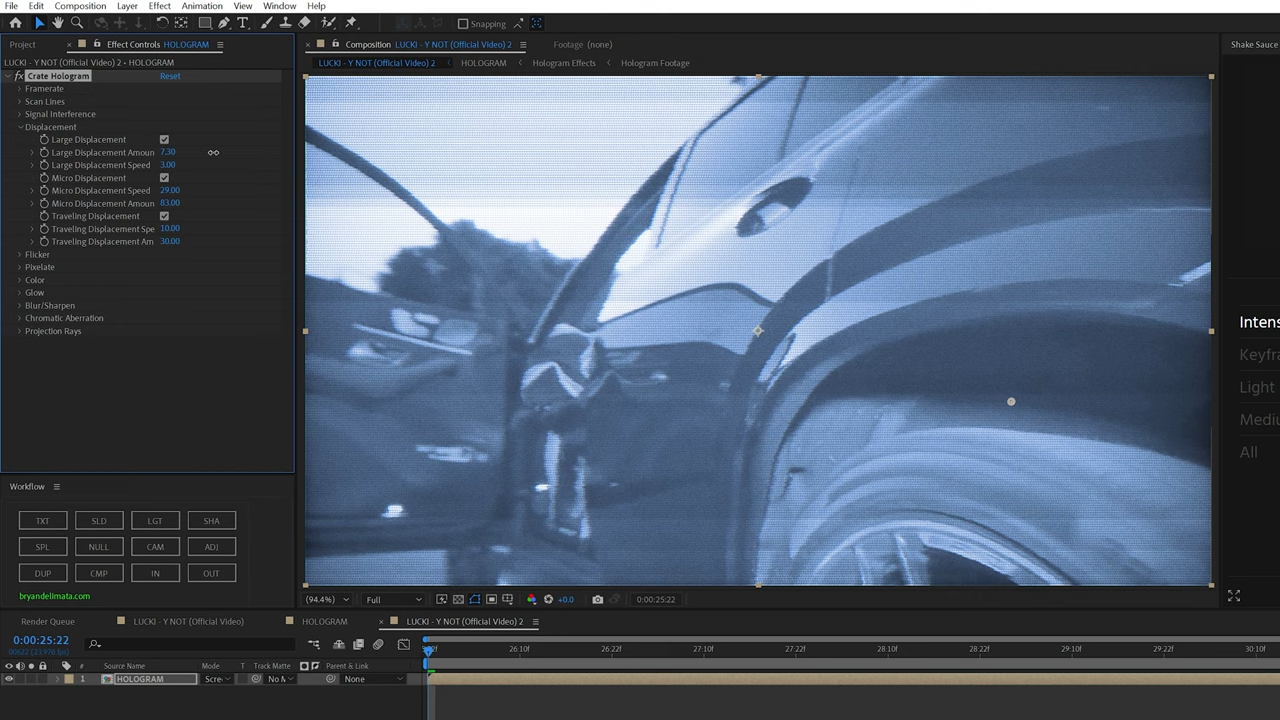 File Edit Composition Layer Effect Animation View Window Help
Snapping
Project Effect Controls HOLOGRAM
LUCKI - Y NOT (Official Video) 2 • HOLOGRAM
fx Crate Hologram Reset
Framerate
Scan Lines
Signal Interference
Displacement
Large Displacement
Large Displacement Amoun 7.30
Large Displacement Speed 3.00
Micro Displacement
Micro Displacement Speed 29.00
Micro Displacement Amoun 83.00
Traveling Displacement
Traveling Displacement Spe 10.00
Traveling Displacement Am 30.00
Flicker
Pixelate
Color
Glow
Blur/Sharpen
Chromatic Aberration
Projection Rays
Composition LUCKI - Y NOT (Official Video) 2 Footage (none)
LUCKI - Y NOT (Official Video) 2 HOLOGRAM Hologram Effects Hologram Footage
Shake Sauce
Intens
Keyfr
Light
Mediu
All
Workflow
TXT SLD LGT SHA
SPL NULL CAM ADJ
DUP CMP IN OUT
bryandelimata.com
(94.4%) Full +0.0 0:00:25:22
Render Queue LUCKI - Y NOT (Official Video) HOLOGRAM LUCKI - Y NOT (Official Video) 2
0:00:25:22
00622 (23.976 fps)
26:10f 26:22f 27:10f 27:22f 28:10f 28:22f 29:10f 29:22f 30:10f
# Source Name Mode T Track Matte Parent & Link
1 HOLOGRAM Scre No M None